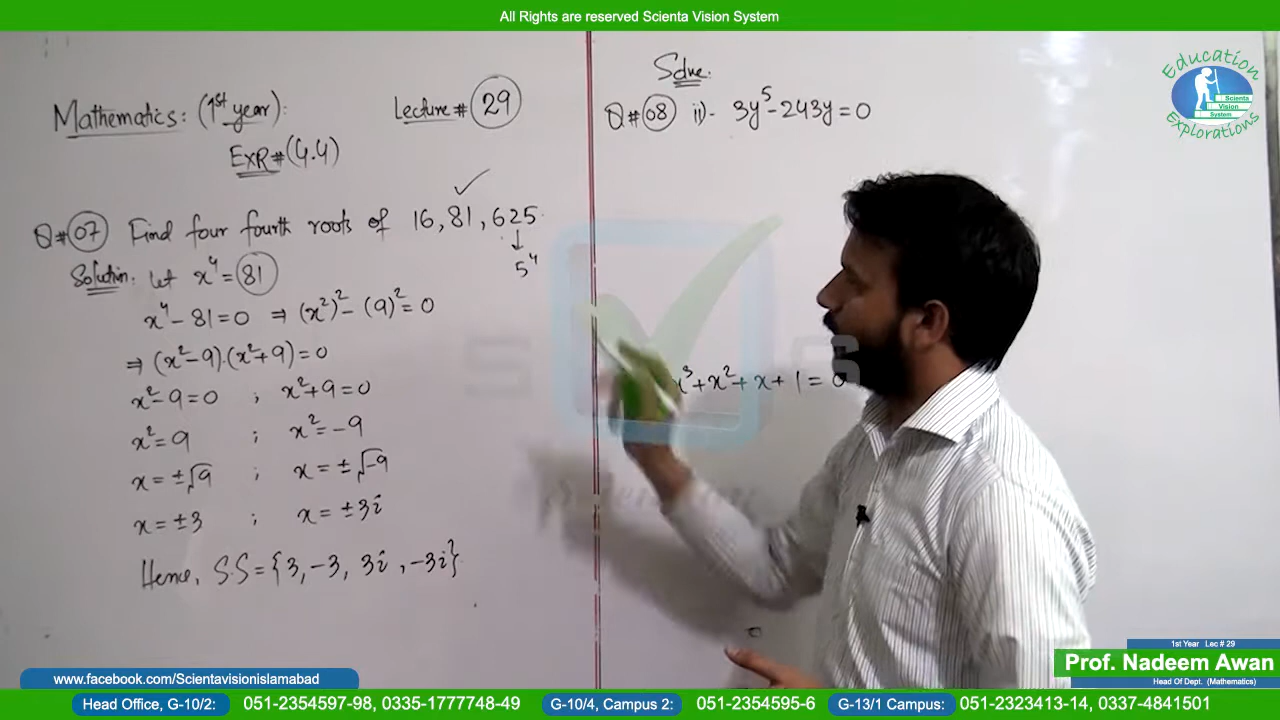 All Rights are reserved Scienta Vision System
Education
Scienta
Vision
System
Explorations
Mathematics: (1st year):
Lecture # 29
EXR # (4.4)
Q # 07 Find four fourth roots of 16, 81, 625
5⁴
Solution: let x⁴ = 81
x⁴ - 81 = 0 ⇒ (x²)² - (9)² = 0
⇒ (x² - 9).(x² + 9) = 0
x² - 9 = 0 ; x² + 9 = 0
x² = 9 ; x² = -9
x = ±√9 ; x = ±√-9
x = ±3 ; x = ±3i
Hence, S.S = {3, -3, 3i, -3i}
Solve:
Q # 08 ii)- 3y⁵ - 243y = 0
x³ + x² + x + 1 = 0
1st Year Lec # 29
Prof. Nadeem Awan
Head Of Dept. (Mathematics)
www.facebook.com/Scientavisionislamabad
Head Office, G-10/2: 051-2354597-98, 0335-1777748-49 G-10/4, Campus 2: 051-2354595-6 G-13/1 Campus: 051-2323413-14, 0337-4841501